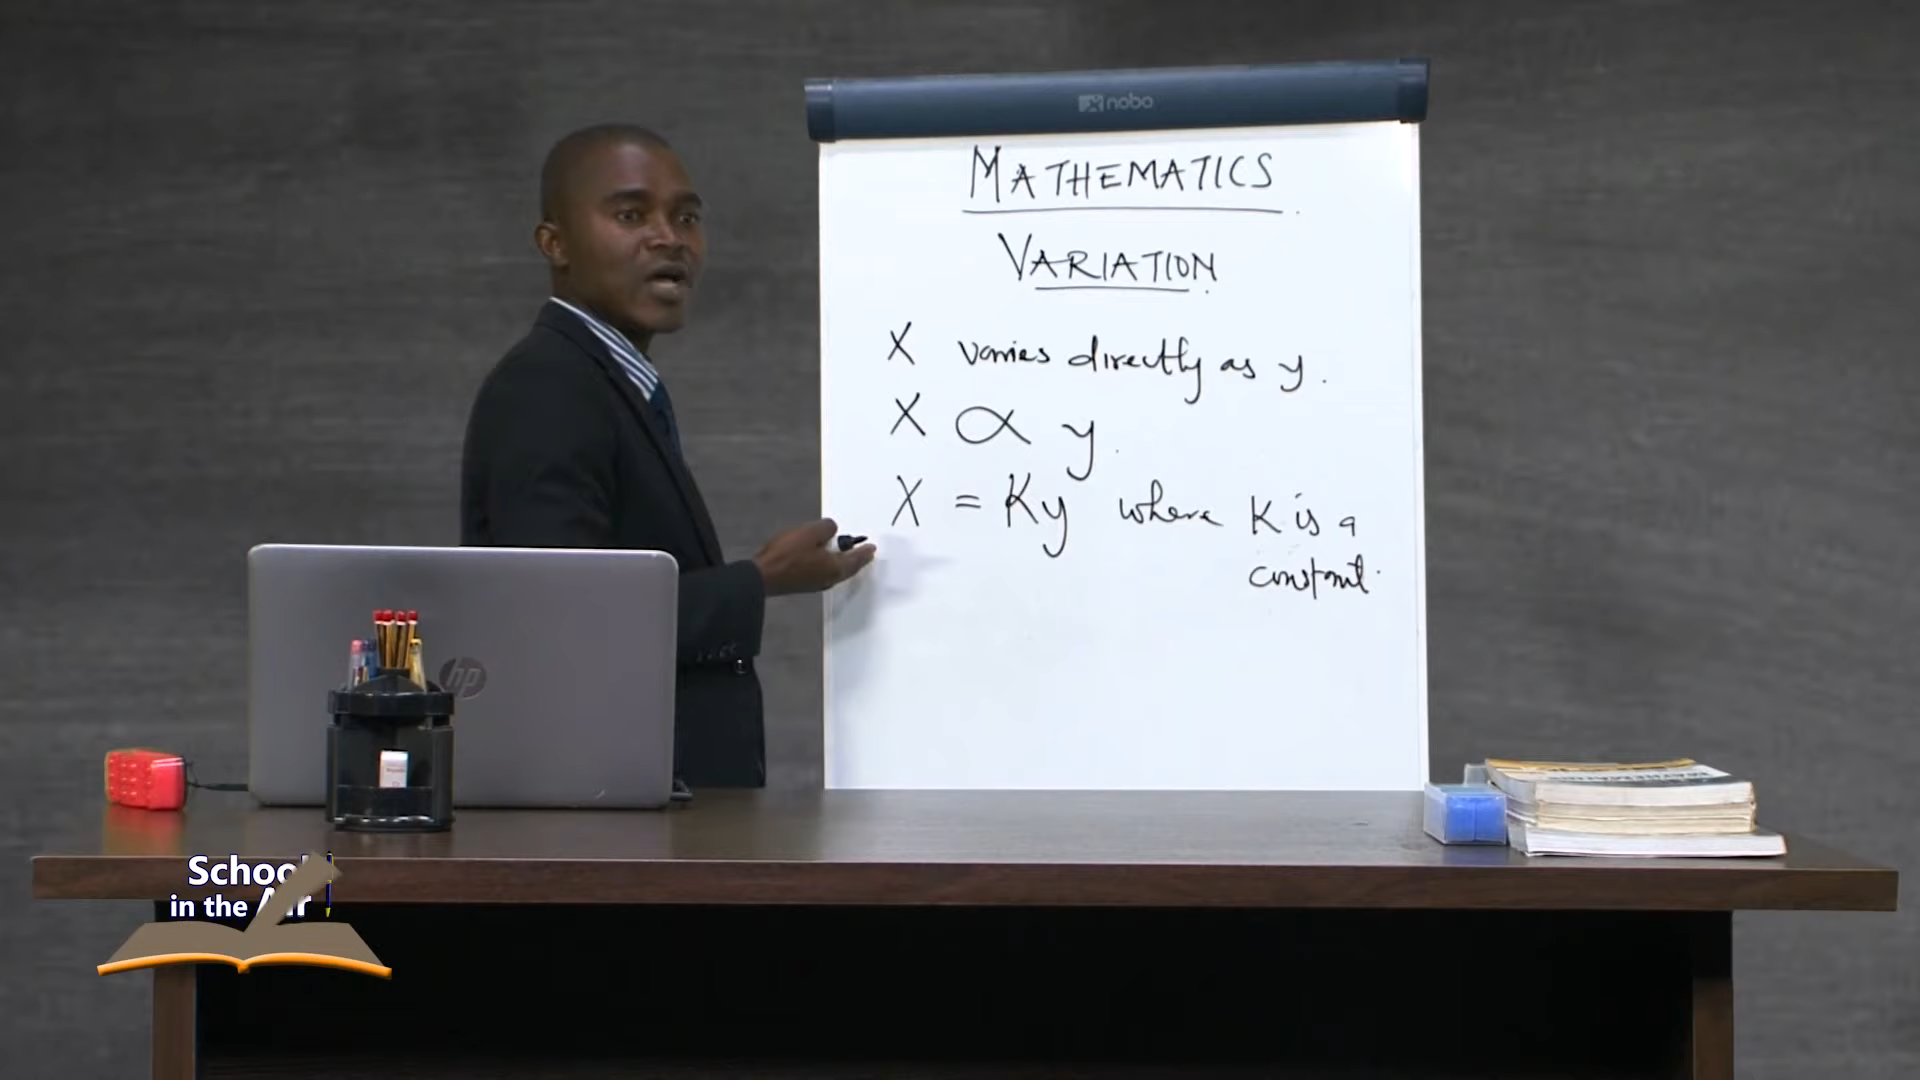 nobo
MATHEMATICS
VARIATION
X varies directly as y.
X ∝ y.
X = Ky where K is a
constant.
hp
School
in the Air